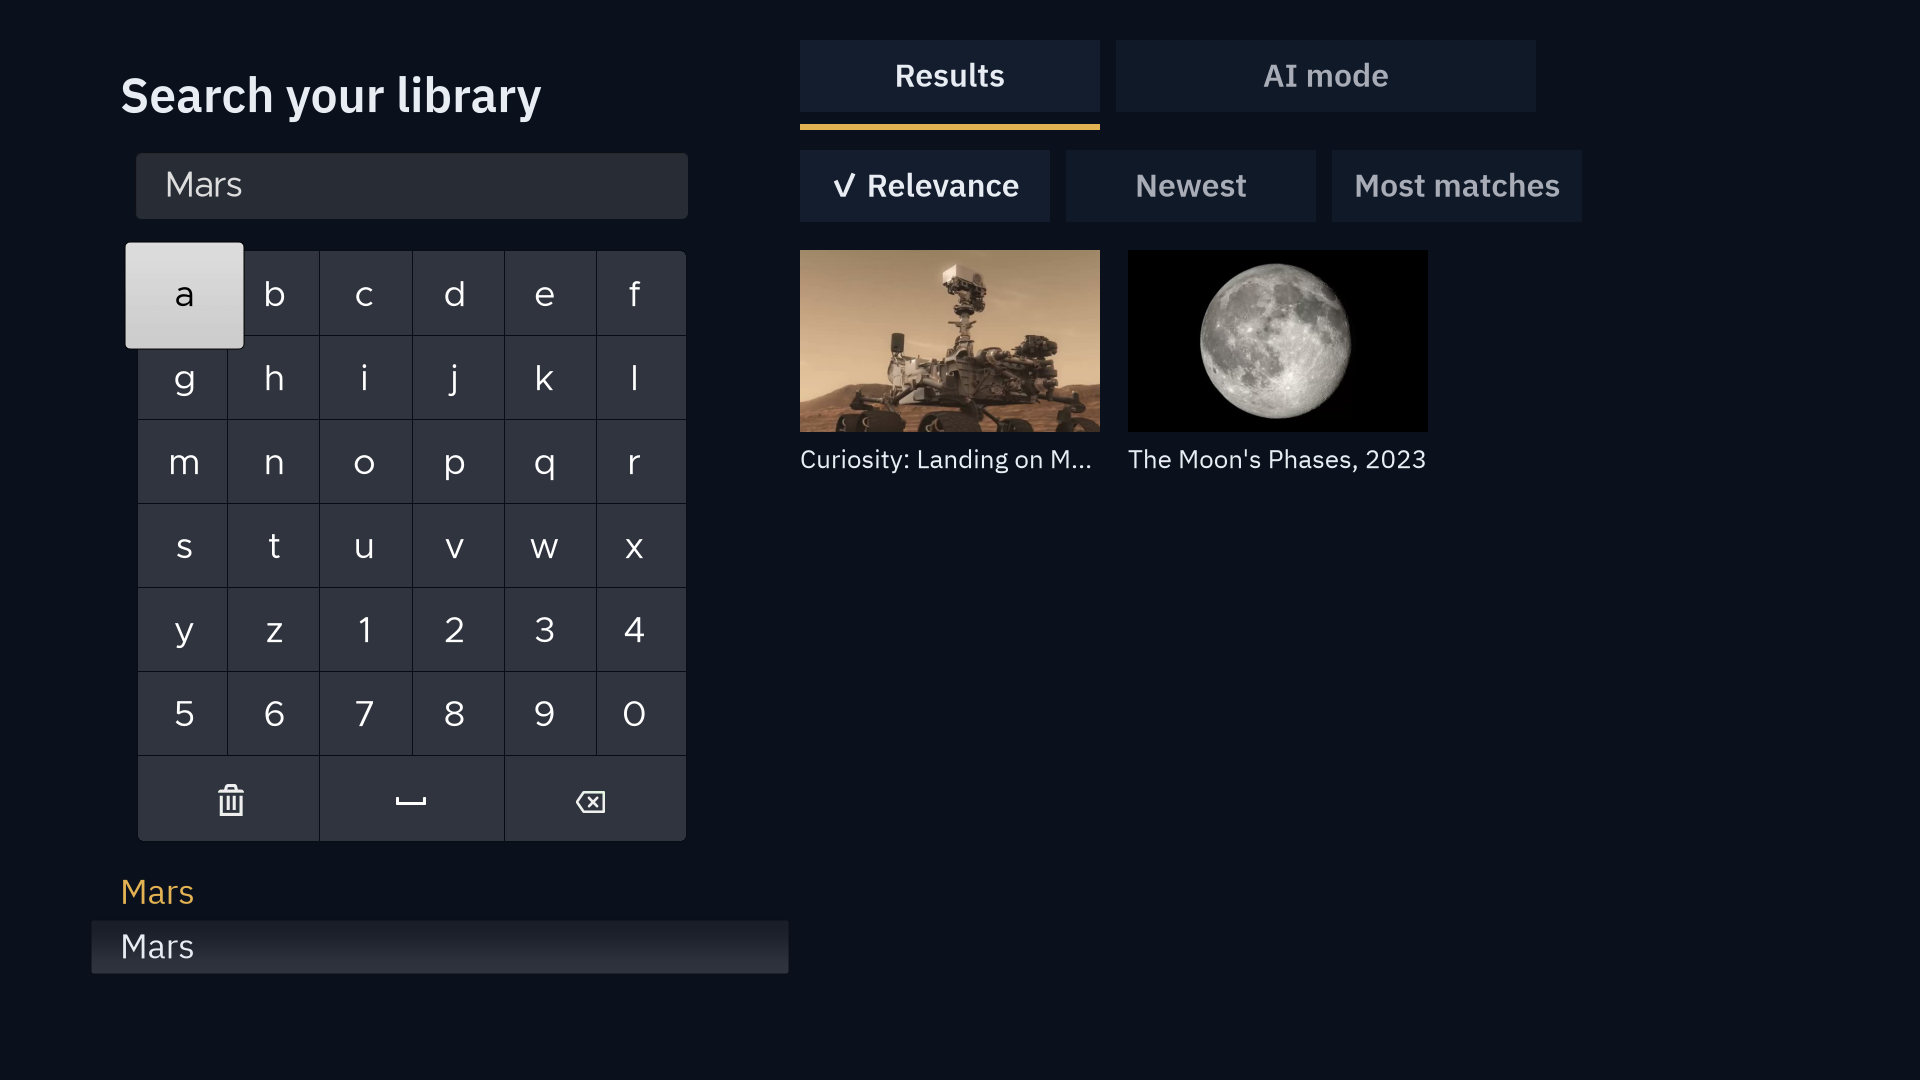 Search your library
Mars
a b c d e f
g h i j k l
m n o p q r
s t u v w x
y z 1 2 3 4
5 6 7 8 9 0
Mars
Mars
Results
AI mode
✓ Relevance
Newest
Most matches
Curiosity: Landing on M...
The Moon's Phases, 2023